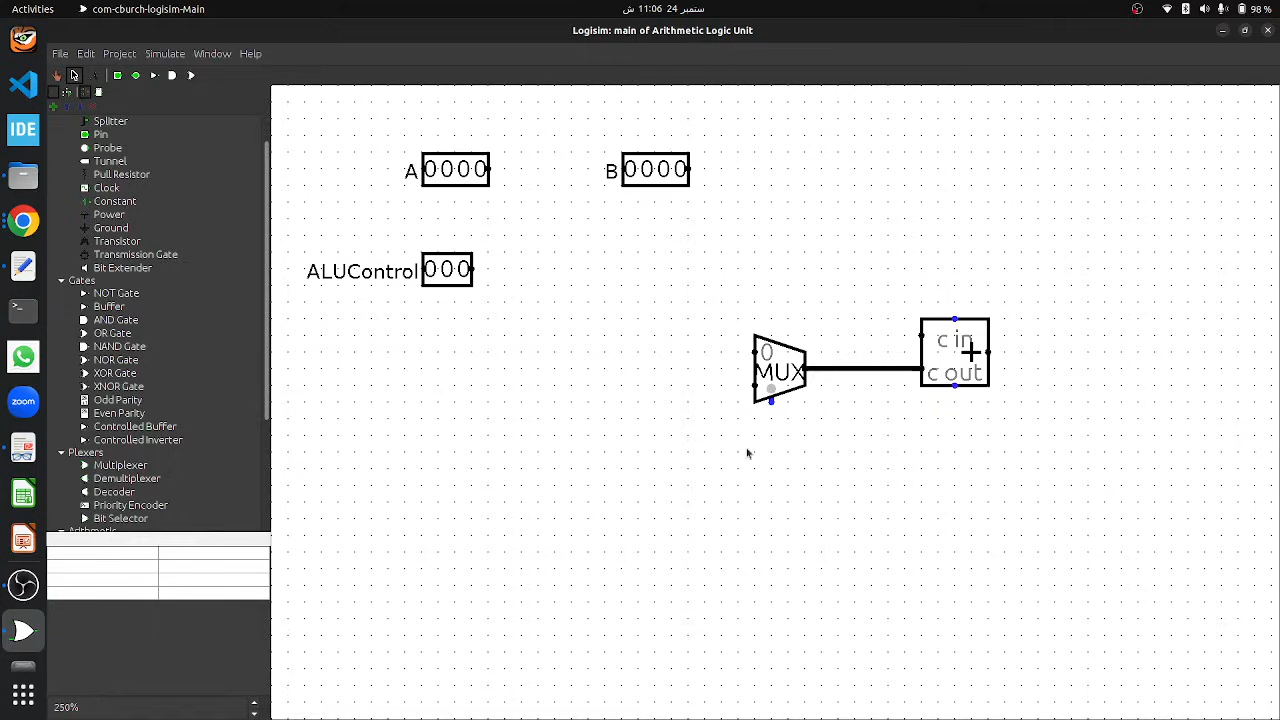 Activities
com-cburch-logisim-Main
ستمبر 24 11:06 ش
98 %
Logisim: main of Arithmetic Logic Unit
File Edit Project Simulate Window Help
Splitter
Pin
Probe
Tunnel
Pull Resistor
Clock
Constant
Power
Ground
Transistor
Transmission Gate
Bit Extender
Gates
NOT Gate
Buffer
AND Gate
OR Gate
NAND Gate
NOR Gate
XOR Gate
XNOR Gate
Odd Parity
Even Parity
Controlled Buffer
Controlled Inverter
Plexers
Multiplexer
Demultiplexer
Decoder
Priority Encoder
Bit Selector
Arithmetic
250%
IDE
zoom
A 0000
B 0000
ALUControl 000
0
MUX
c in
+
c out